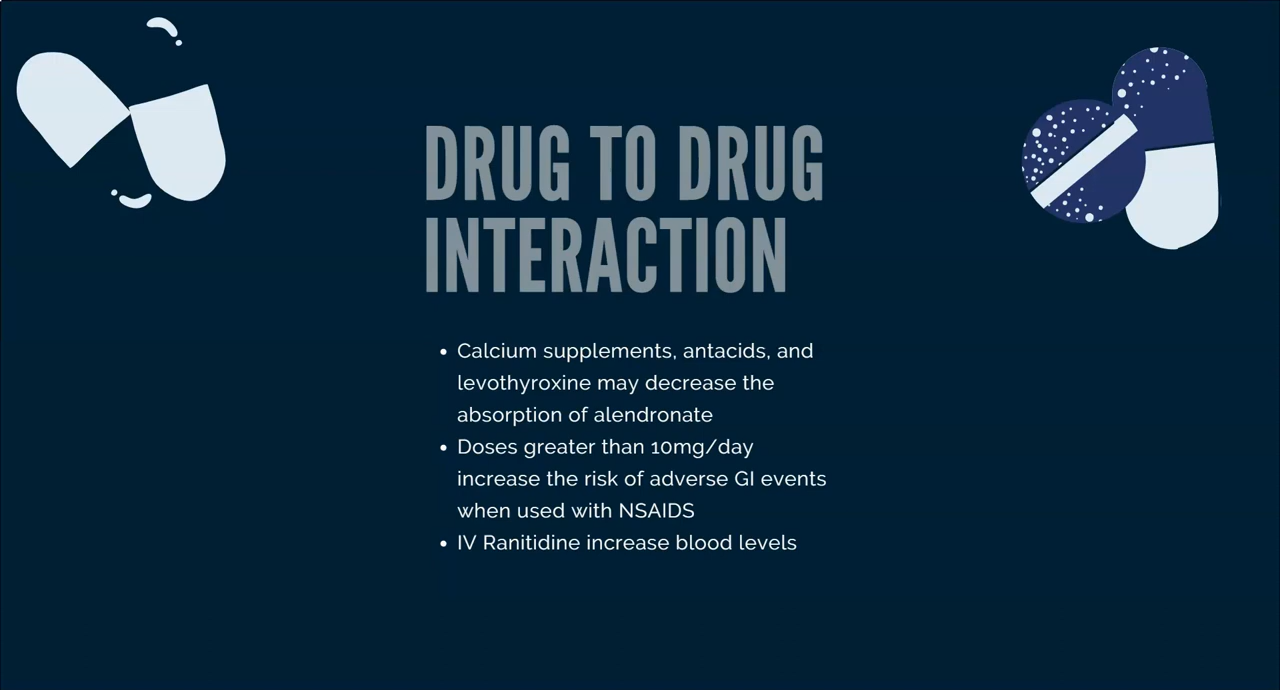 DRUG TO DRUG
INTERACTION
• Calcium supplements, antacids, and
levothyroxine may decrease the
absorption of alendronate
• Doses greater than 10mg/day
increase the risk of adverse GI events
when used with NSAIDS
• IV Ranitidine increase blood levels